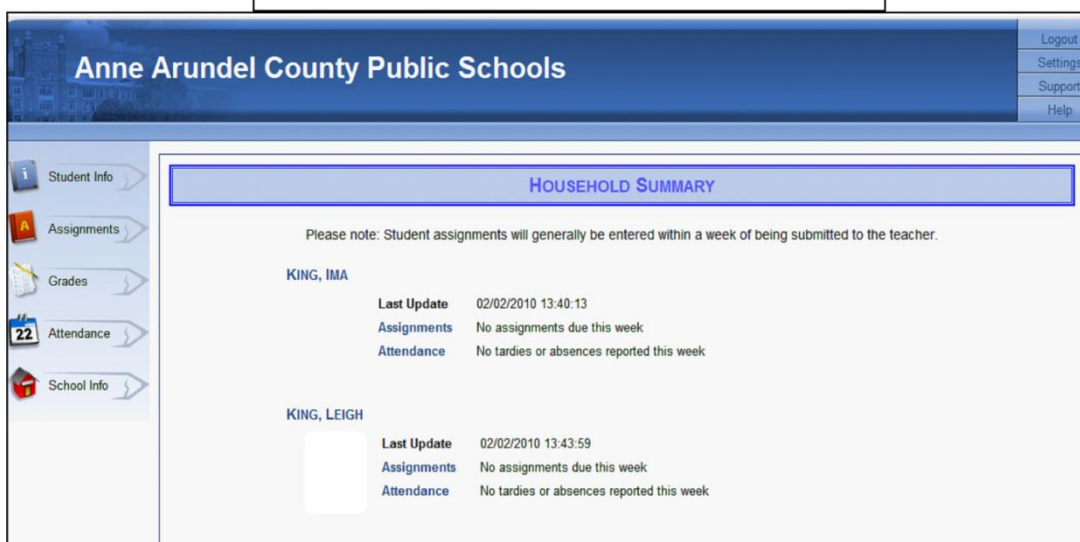 Anne Arundel County Public Schools
Logout
Settings
Support
Help
Student Info
Assignments
Grades
22 Attendance
School Info
HOUSEHOLD SUMMARY
Please note: Student assignments will generally be entered within a week of being submitted to the teacher.
KING, IMA
Last Update 02/02/2010 13:40:13
Assignments No assignments due this week
Attendance No tardies or absences reported this week
KING, LEIGH
Last Update 02/02/2010 13:43:59
Assignments No assignments due this week
Attendance No tardies or absences reported this week